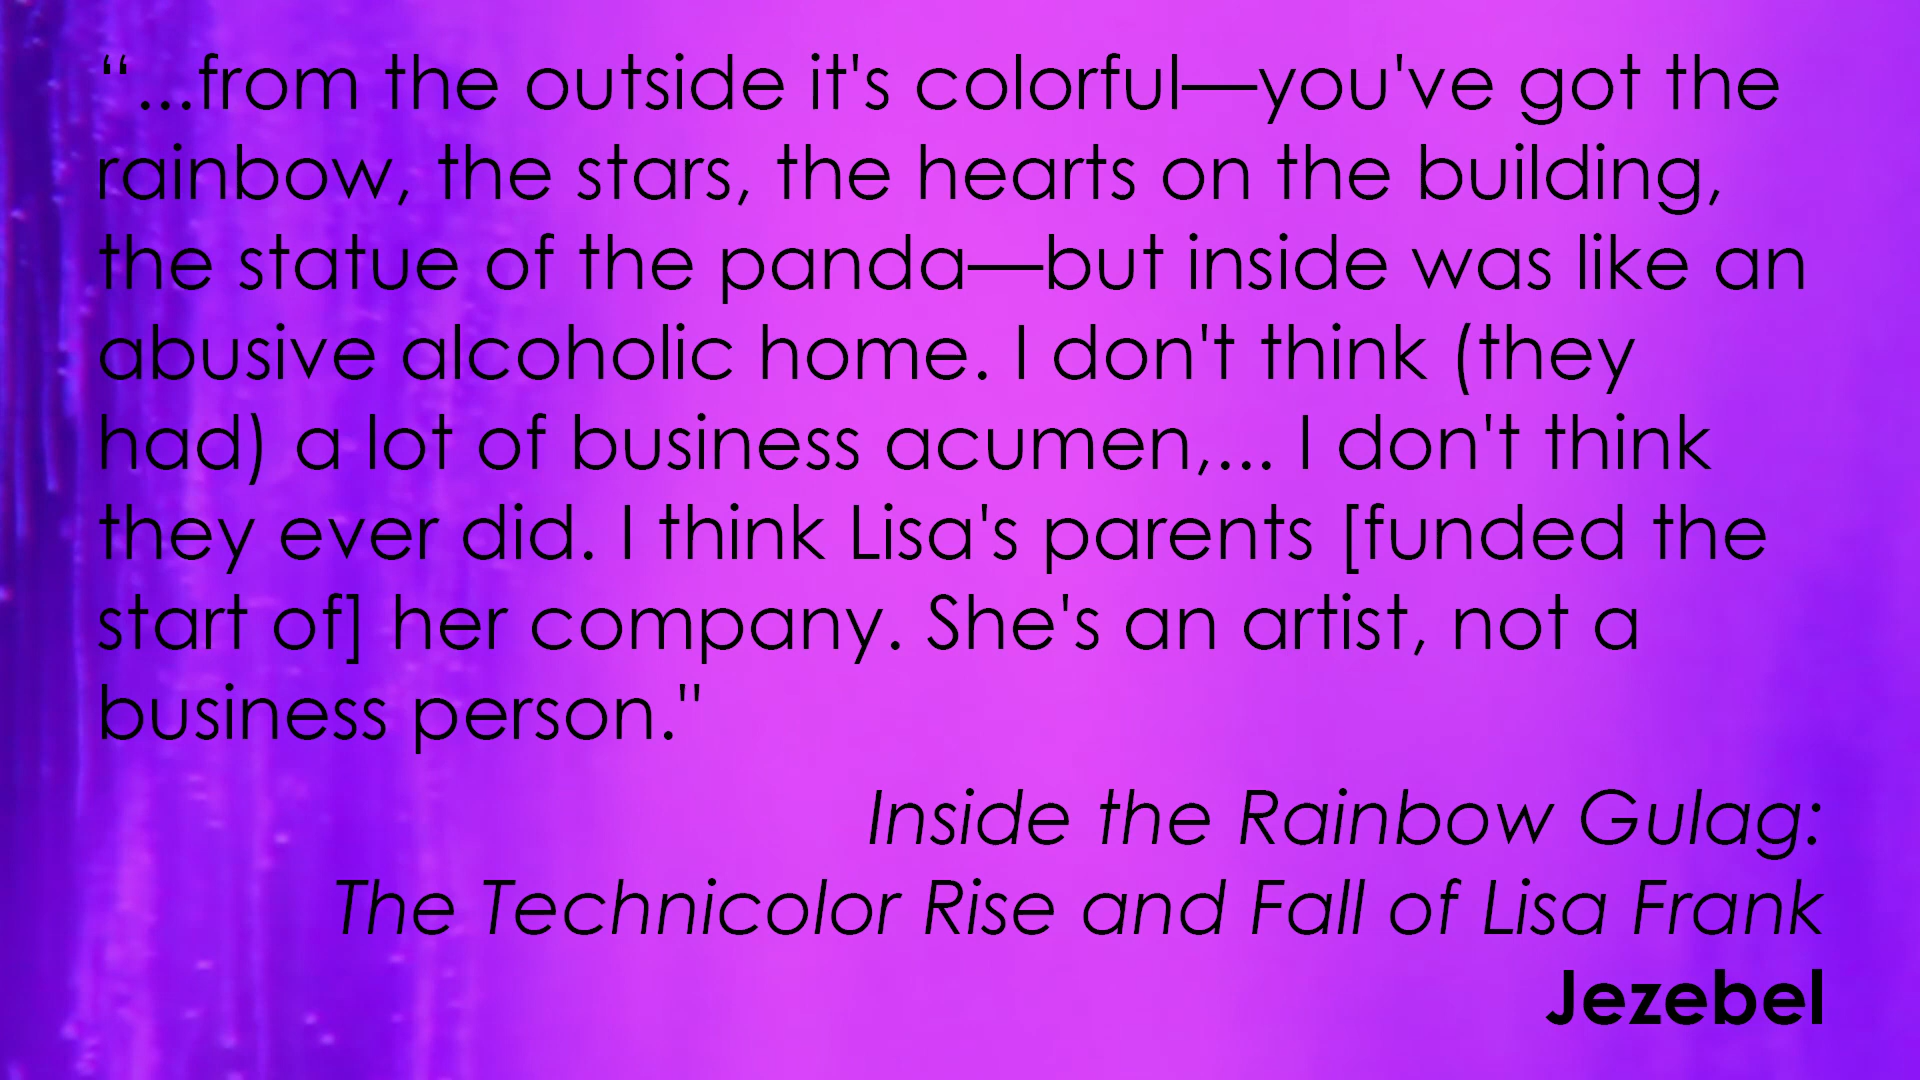 “...from the outside it's colorful—you've got the
rainbow, the stars, the hearts on the building,
the statue of the panda—but inside was like an
abusive alcoholic home. I don't think (they
had) a lot of business acumen,... I don't think
they ever did. I think Lisa's parents [funded the
start of] her company. She's an artist, not a
business person."
Inside the Rainbow Gulag:
The Technicolor Rise and Fall of Lisa Frank
Jezebel